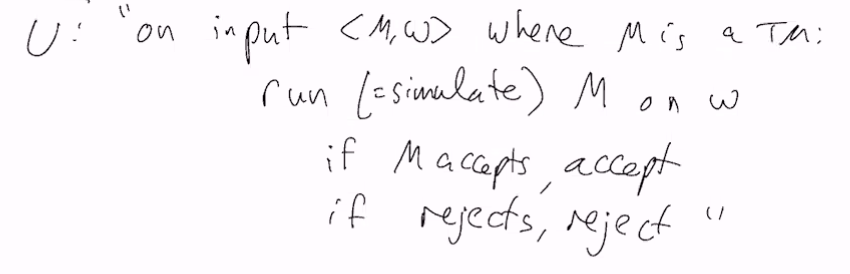 U: "on input <M,w> where M is a TM:
run (=simulate) M on w
if M accepts, accept
if rejects, reject "